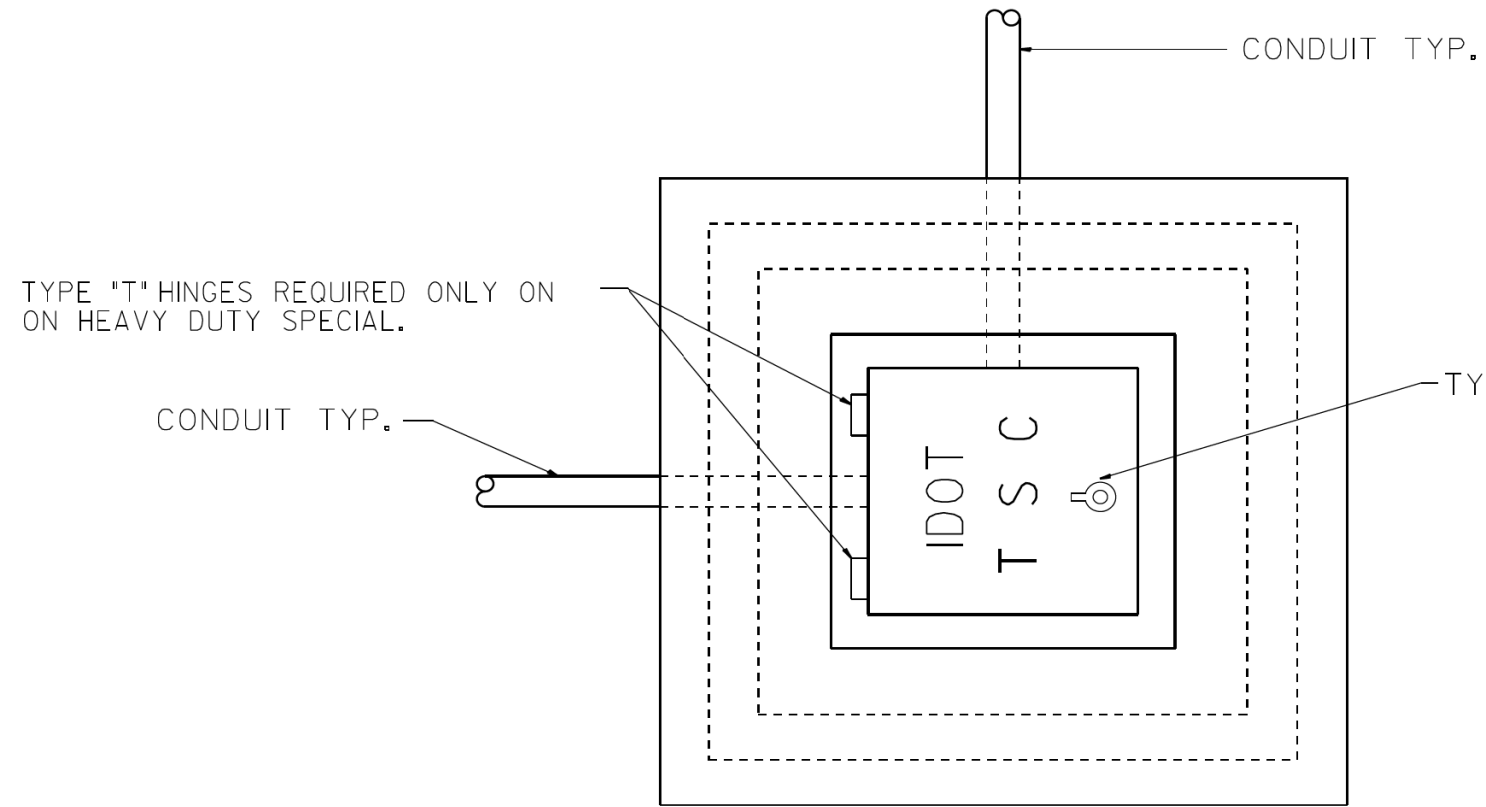 CONDUIT TYP.
TYPE "T" HINGES REQUIRED ONLY ON
ON HEAVY DUTY SPECIAL.
TY
CONDUIT TYP.
IDOT
T S C